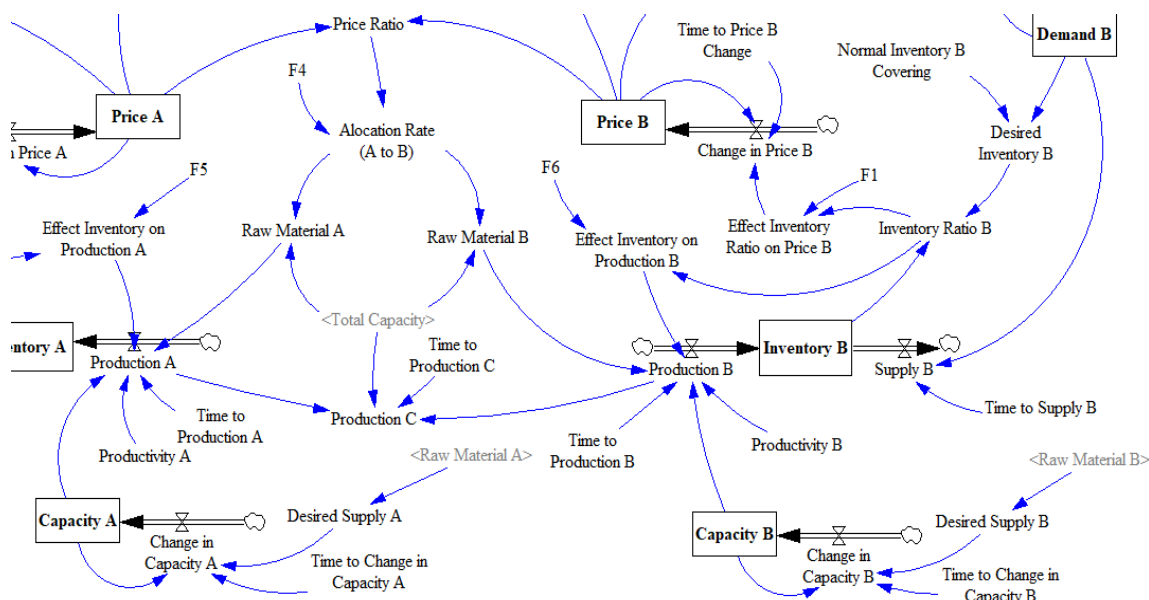 Price Ratio
Time to Price B
Change
Normal Inventory B
Covering
Demand B
F4
Price A
Alocation Rate
(A to B)
Price B
n Price A
Change in Price B
Desired
Inventory B
F5
F6
F1
Effect Inventory on
Production A
Raw Material A
Raw Material B
Effect Inventory on
Production B
Effect Inventory
Ratio on Price B
Inventory Ratio B
<Total Capacity>
entory A
Production A
Time to
Production C
Production B
Inventory B
Supply B
Time to
Production A
Production C
Time to Supply B
Productivity A
<Raw Material A>
Time to
Production B
Productivity B
<Raw Material B>
Capacity A
Change in
Capacity A
Desired Supply A
Capacity B
Change in
Capacity B
Desired Supply B
Time to Change in
Capacity A
Time to Change in
Capacity B